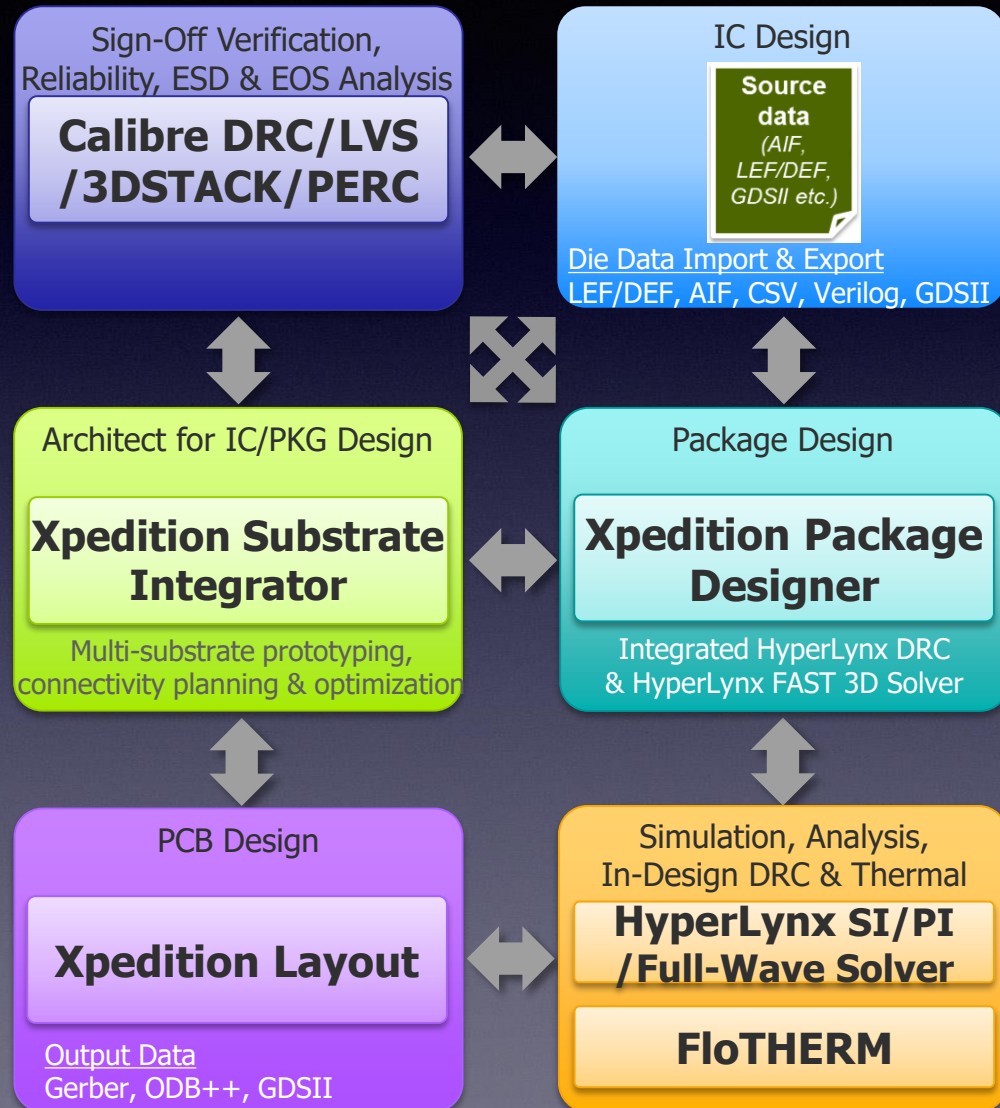 Sign-Off Verification,
Reliability, ESD & EOS Analysis
Calibre DRC/LVS
/3DSTACK/PERC
IC Design
Source
data
(AIF,
LEF/DEF,
GDSII etc.)
Die Data Import & Export
LEF/DEF, AIF, CSV, Verilog, GDSII
Architect for IC/PKG Design
Xpedition Substrate
Integrator
Multi-substrate prototyping,
connectivity planning & optimization
Package Design
Xpedition Package
Designer
Integrated HyperLynx DRC
& HyperLynx FAST 3D Solver
PCB Design
Xpedition Layout
Output Data
Gerber, ODB++, GDSII
Simulation, Analysis,
In-Design DRC & Thermal
HyperLynx SI/PI
/Full-Wave Solver
FloTHERM